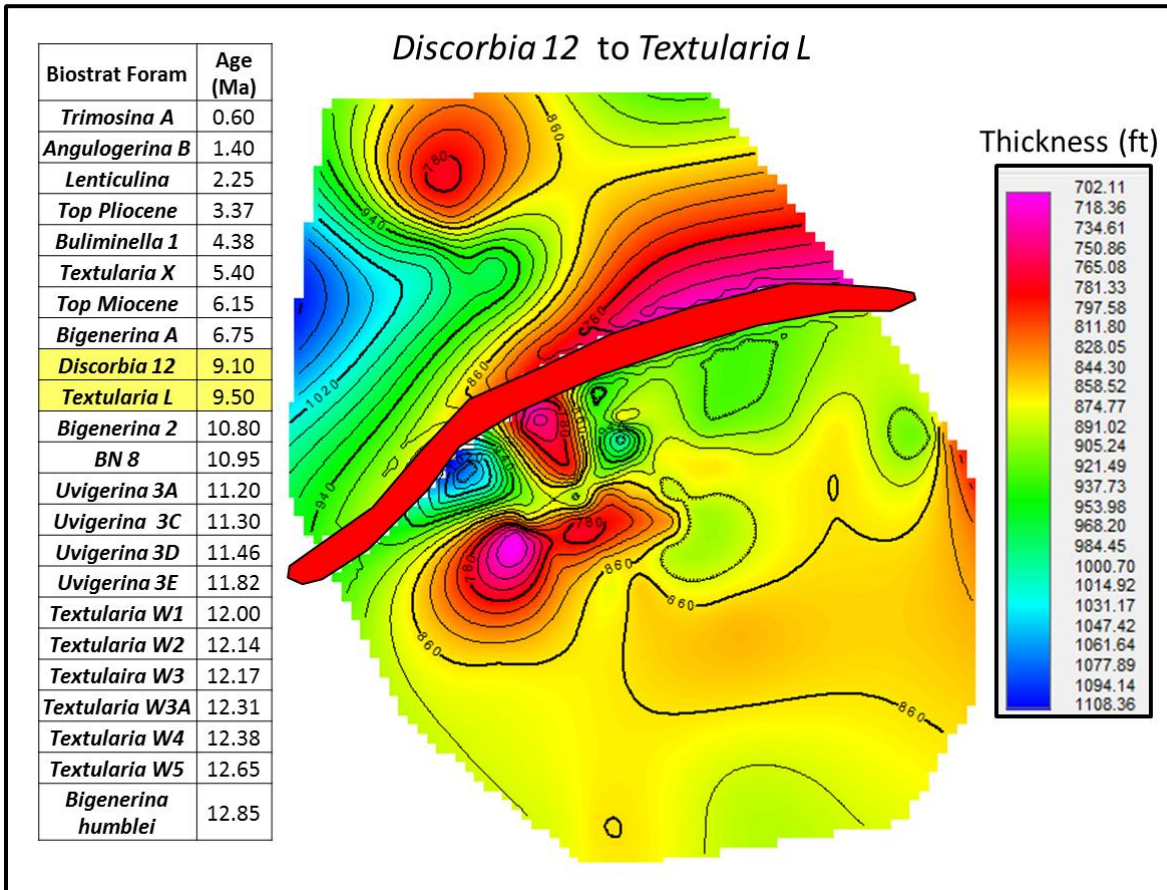 Discorbia 12 to Textularia L
Biostrat Foram Age (Ma)
Trimosina A 0.60
Angulogerina B 1.40
Lenticulina 2.25
Top Pliocene 3.37
Buliminella 1 4.38
Textularia X 5.40
Top Miocene 6.15
Bigenerina A 6.75
Discorbia 12 9.10
Textularia L 9.50
Bigenerina 2 10.80
BN 8 10.95
Uvigerina 3A 11.20
Uvigerina 3C 11.30
Uvigerina 3D 11.46
Uvigerina 3E 11.82
Textularia W1 12.00
Textularia W2 12.14
Textulaira W3 12.17
Textularia W3A 12.31
Textularia W4 12.38
Textularia W5 12.65
Bigenerina humblei 12.85
860
780
940
1020
780
860
940
780
780
780
860
860
860
860
Thickness (ft)
702.11
718.36
734.61
750.86
765.08
781.33
797.58
811.80
828.05
844.30
858.52
874.77
891.02
905.24
921.49
937.73
953.98
968.20
984.45
1000.70
1014.92
1031.17
1047.42
1061.64
1077.89
1094.14
1108.36